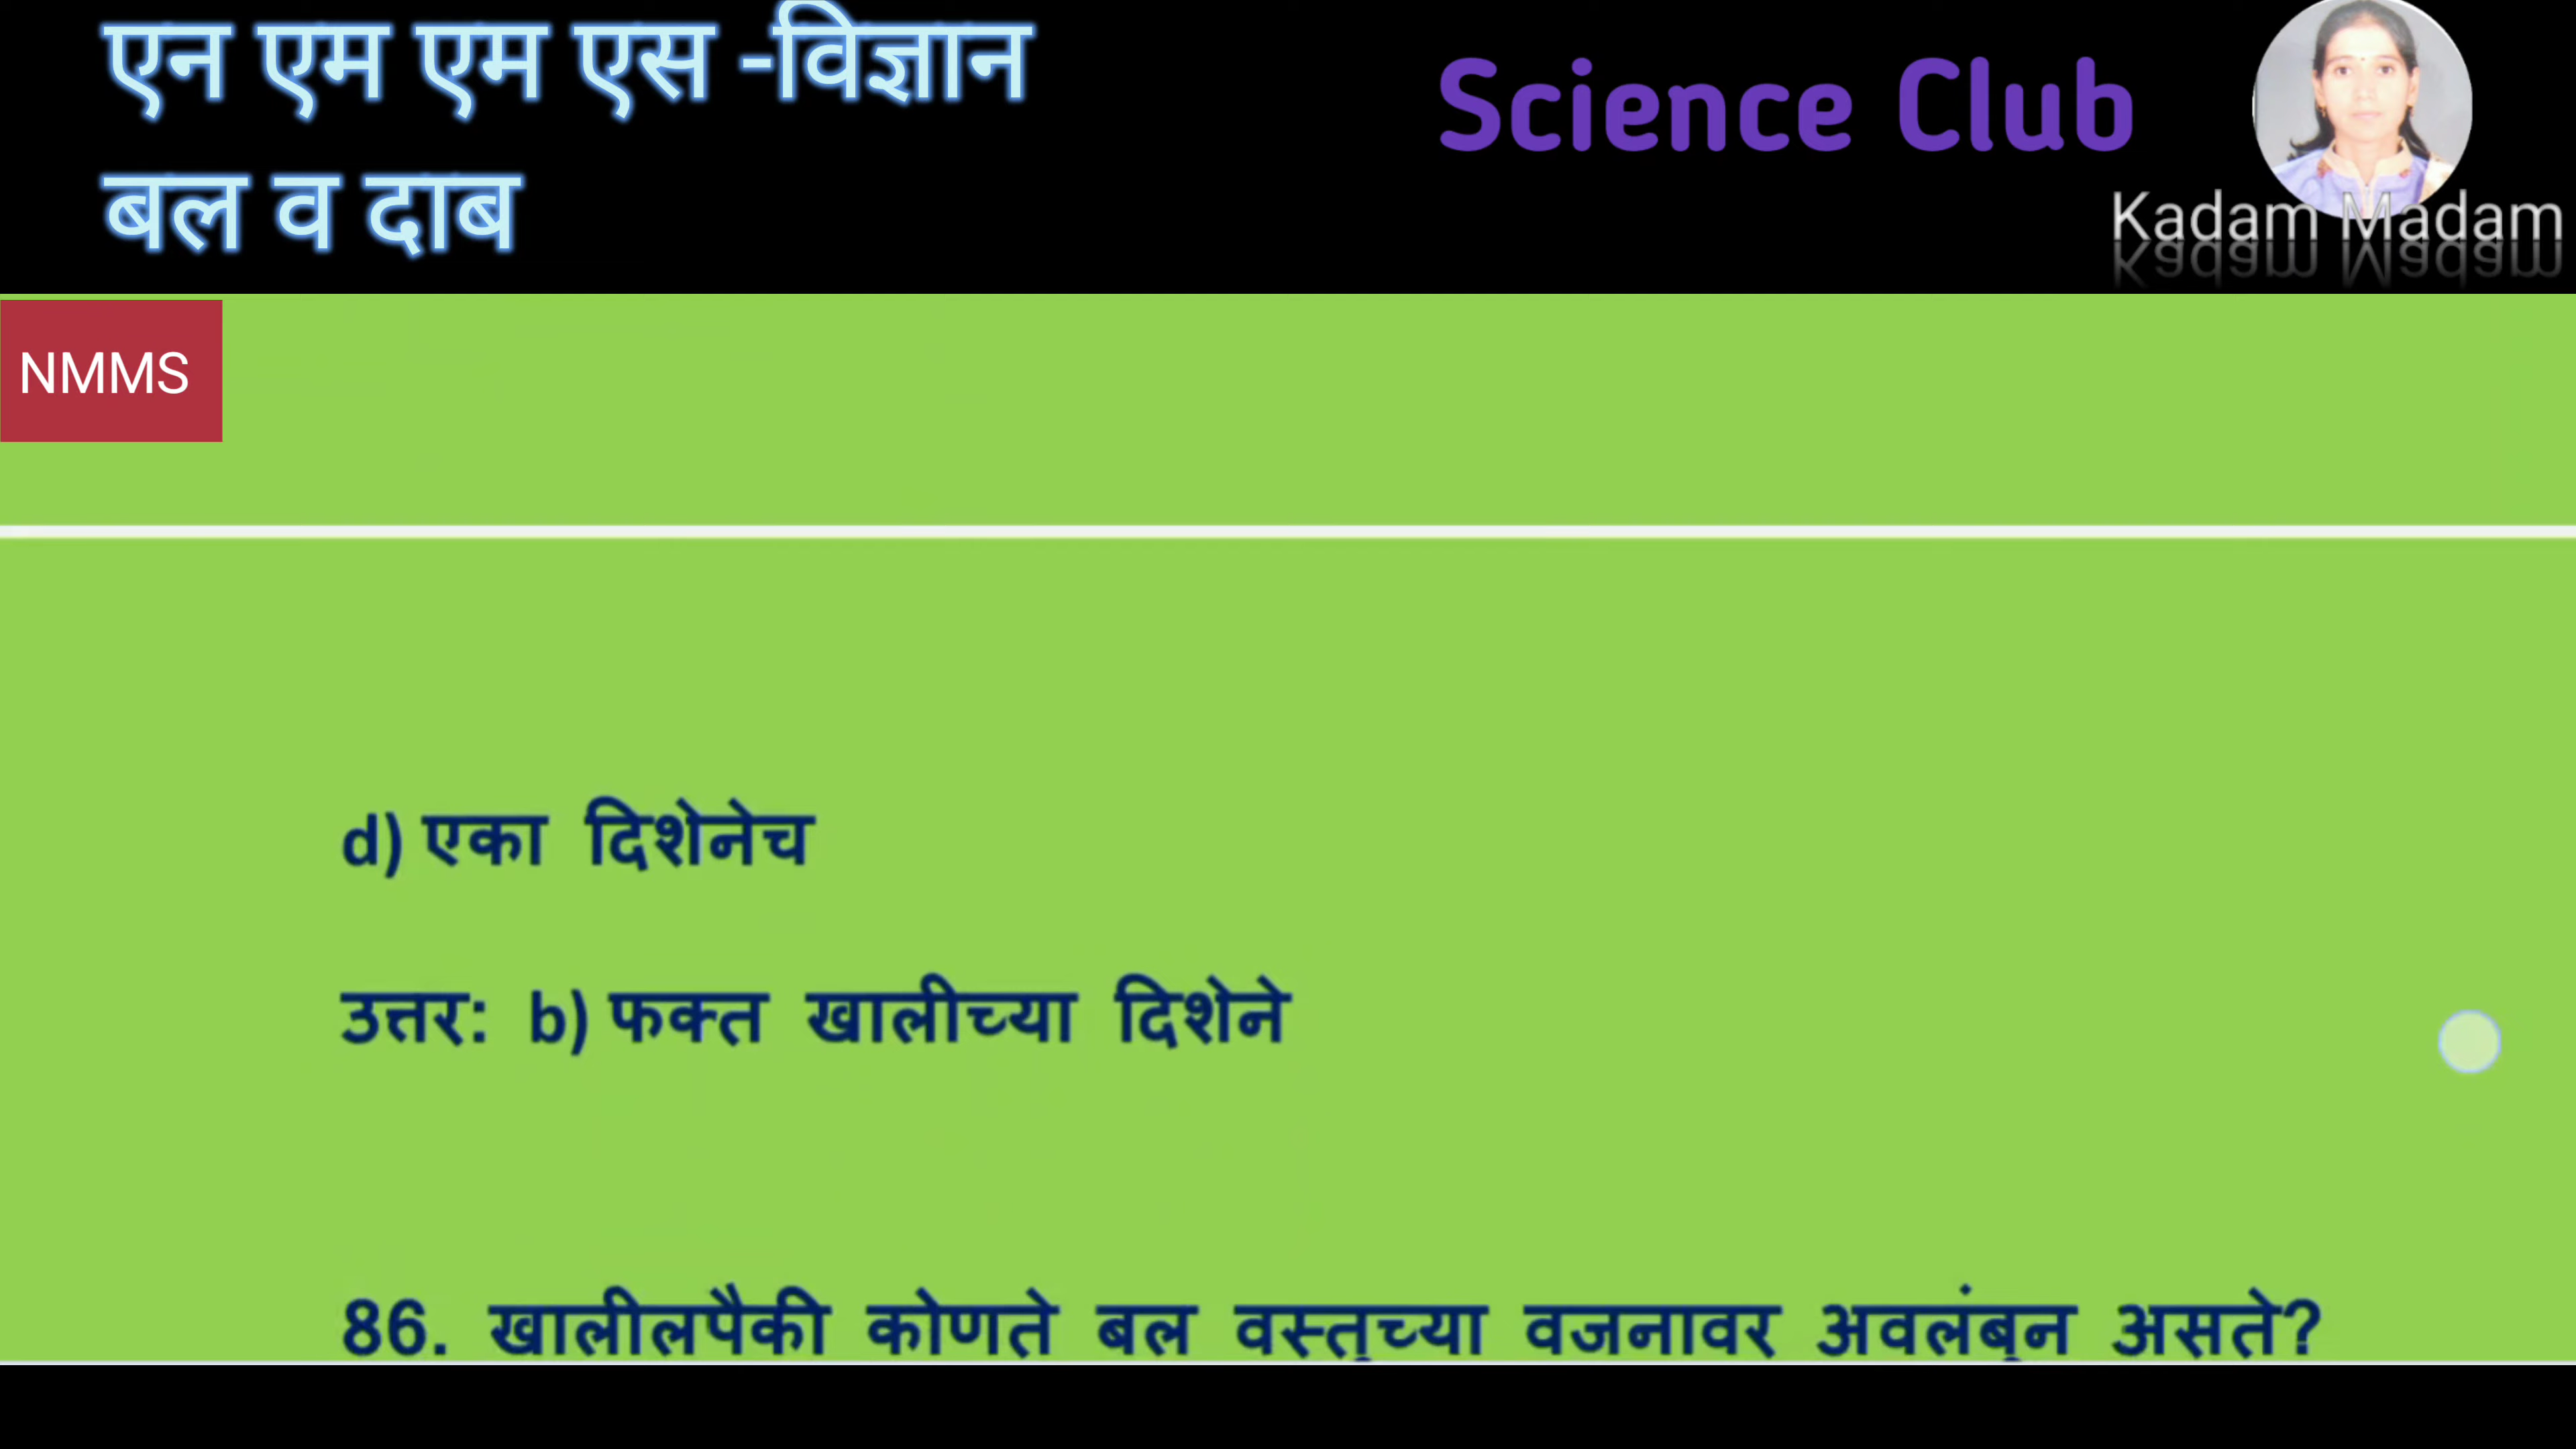 एन एम एम एस -विज्ञान
बल व दाब
Science Club
Kadam Madam
NMMS
d) एका दिशेनेच
उत्तर: b) फक्त खालीच्या दिशेने
86. खालीलपैकी कोणते बल वस्तूच्या वजनावर अवलंबून असते?